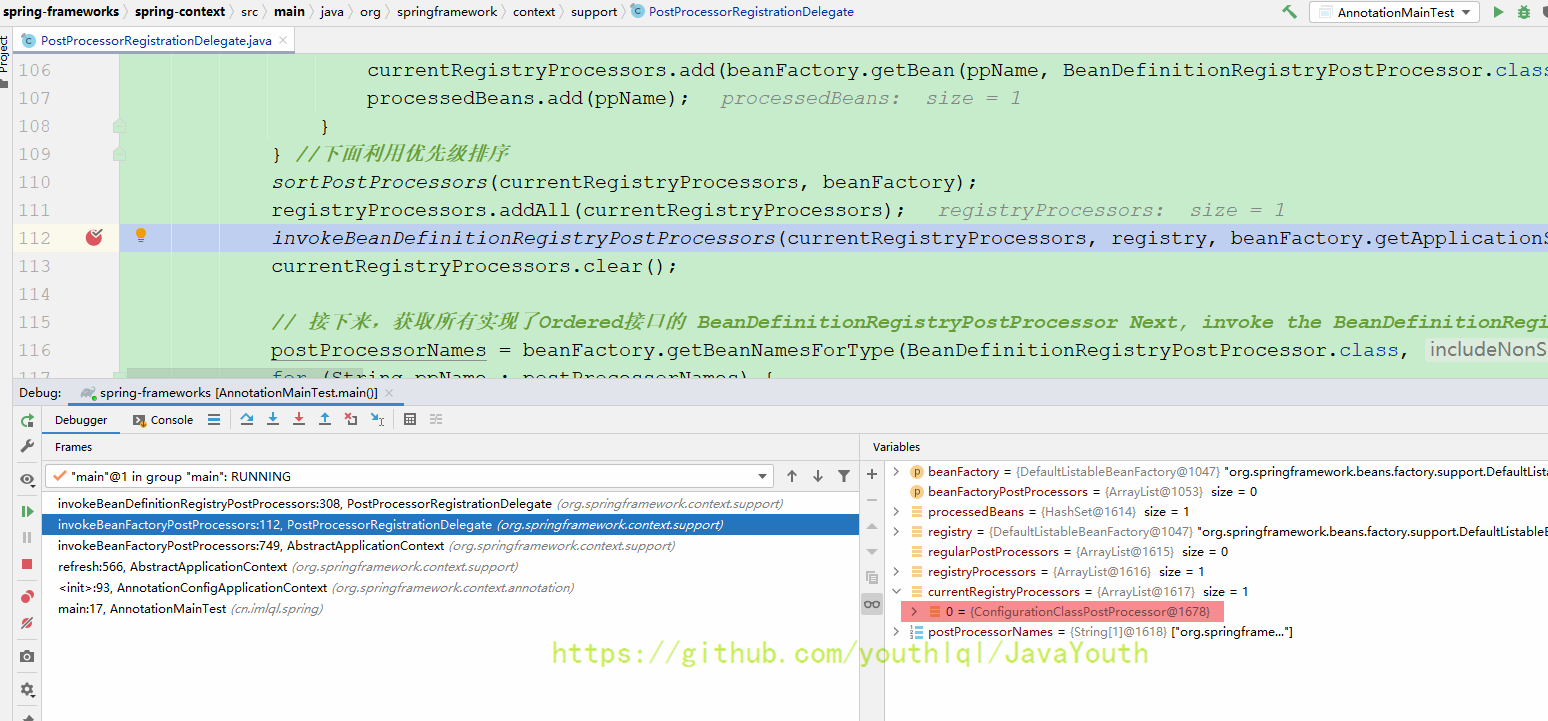 spring-frameworks 〉 spring-context 〉 src 〉 main 〉 java 〉 org 〉 springframework 〉 context 〉 support 〉 PostProcessorRegistrationDelegate
AnnotationMainTest
Project
PostProcessorRegistrationDelegate.java
106 currentRegistryProcessors.add(beanFactory.getBean(ppName, BeanDefinitionRegistryPostProcessor.class
107 processedBeans.add(ppName); processedBeans: size = 1
108 }
109 } //下面利用优先级排序
110 sortPostProcessors(currentRegistryProcessors, beanFactory);
111 registryProcessors.addAll(currentRegistryProcessors); registryProcessors: size = 1
112 invokeBeanDefinitionRegistryPostProcessors(currentRegistryProcessors, registry, beanFactory.getApplicationS
113 currentRegistryProcessors.clear();
114
115 // 接下来，获取所有实现了Ordered接口的 BeanDefinitionRegistryPostProcessor Next, invoke the BeanDefinitionRegi
116 postProcessorNames = beanFactory.getBeanNamesForType(BeanDefinitionRegistryPostProcessor.class, includeNonS
117 for (String ppName : postProcessorNames) {
Debug: spring-frameworks [AnnotationMainTest.main()]
Debugger Console
Frames
"main"@1 in group "main": RUNNING
invokeBeanDefinitionRegistryPostProcessors:308, PostProcessorRegistrationDelegate (org.springframework.context.support)
invokeBeanFactoryPostProcessors:112, PostProcessorRegistrationDelegate (org.springframework.context.support)
invokeBeanFactoryPostProcessors:749, AbstractApplicationContext (org.springframework.context.support)
refresh:566, AbstractApplicationContext (org.springframework.context.support)
<init>:93, AnnotationConfigApplicationContext (org.springframework.context.annotation)
main:17, AnnotationMainTest (cn.imlql.spring)
Variables
beanFactory = {DefaultListableBeanFactory@1047} "org.springframework.beans.factory.support.DefaultLista
beanFactoryPostProcessors = {ArrayList@1053} size = 0
processedBeans = {HashSet@1614} size = 1
registry = {DefaultListableBeanFactory@1047} "org.springframework.beans.factory.support.DefaultListableB
regularPostProcessors = {ArrayList@1615} size = 0
registryProcessors = {ArrayList@1616} size = 1
currentRegistryProcessors = {ArrayList@1617} size = 1
0 = {ConfigurationClassPostProcessor@1678}
postProcessorNames = {String[1]@1618} ["org.springframe..."]
https://github.com/youthlql/JavaYouth